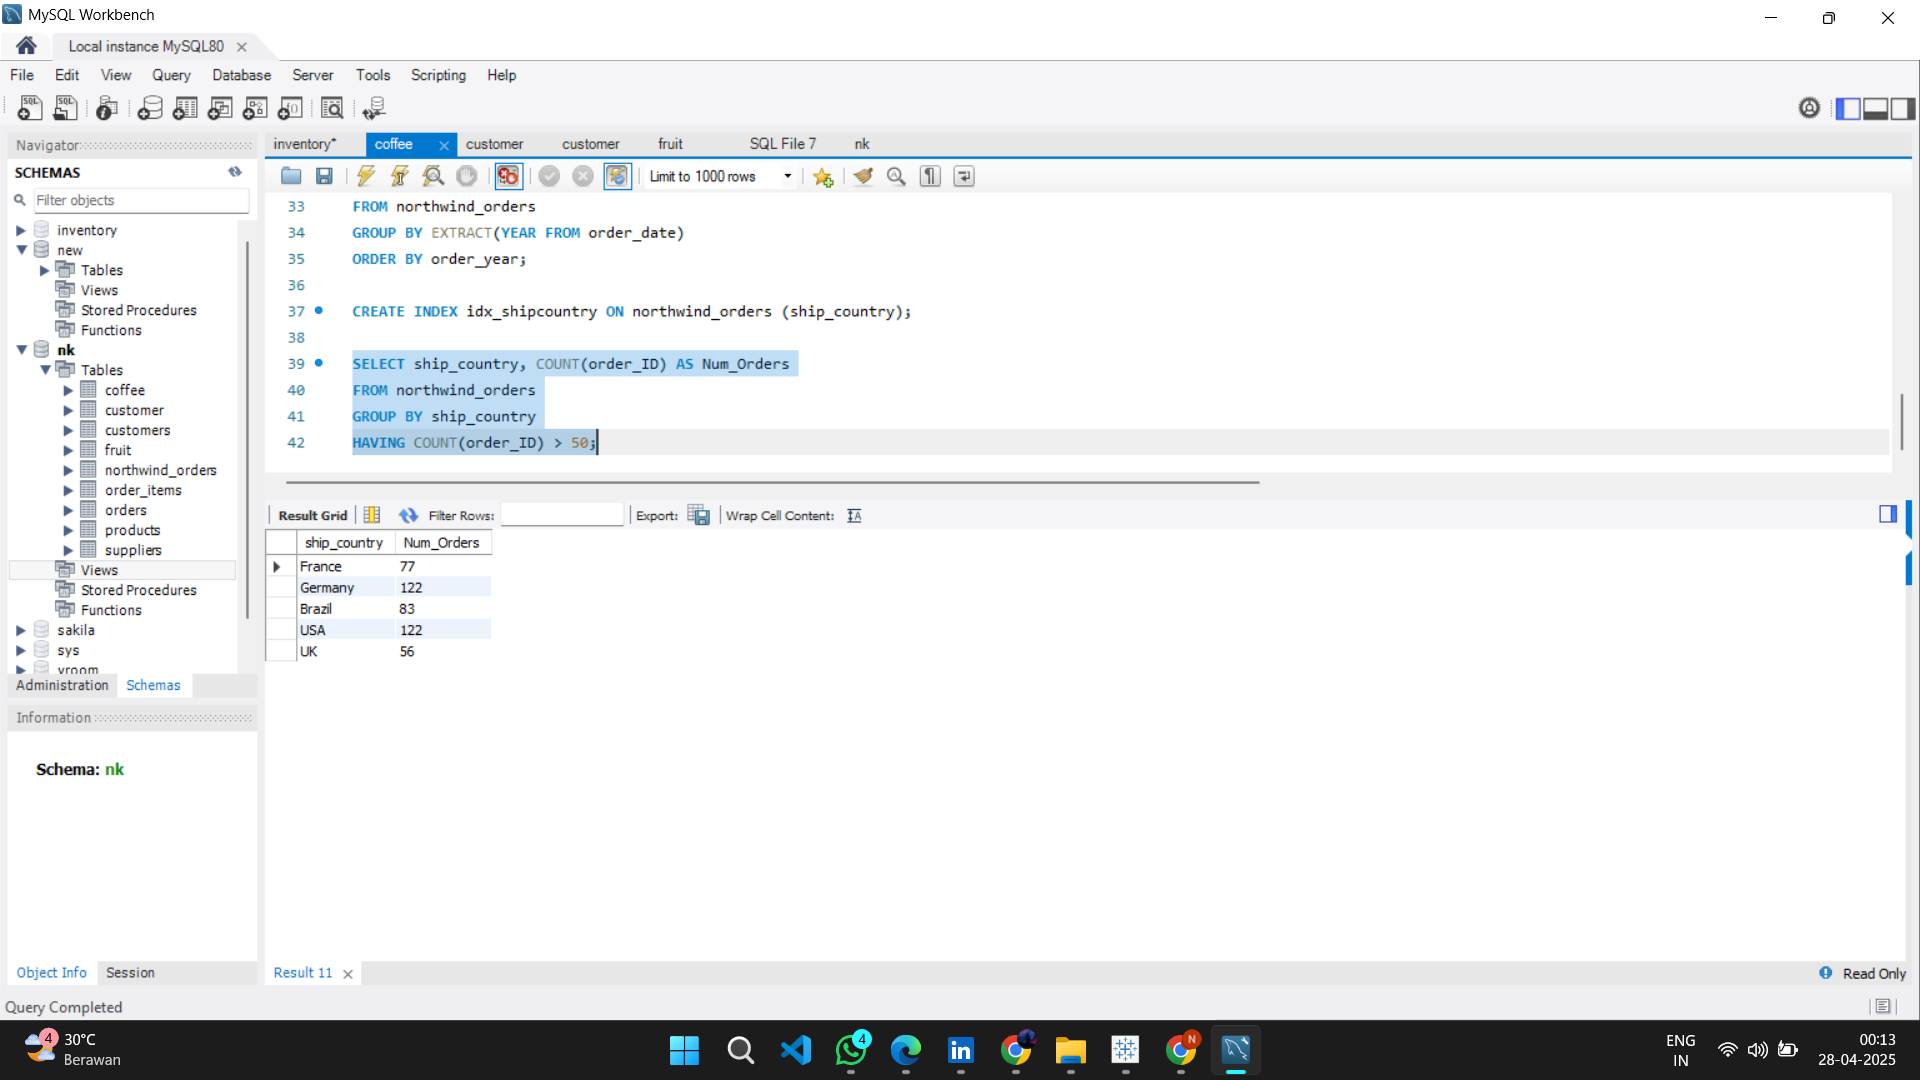 MySQL Workbench
Local instance MySQL80
File Edit View Query Database Server Tools Scripting Help
Navigator
SCHEMAS
Filter objects
inventory
new
Tables
Views
Stored Procedures
Functions
nk
Tables
coffee
customer
customers
fruit
northwind_orders
order_items
orders
products
suppliers
Views
Stored Procedures
Functions
sakila
sys
vroom
Administration Schemas
Information
Schema: nk
Object Info Session
inventory* coffee customer customer fruit SQL File 7 nk
Limit to 1000 rows
33 FROM northwind_orders
34 GROUP BY EXTRACT(YEAR FROM order_date)
35 ORDER BY order_year;
36
37 CREATE INDEX idx_shipcountry ON northwind_orders (ship_country);
38
39 SELECT ship_country, COUNT(order_ID) AS Num_Orders
40 FROM northwind_orders
41 GROUP BY ship_country
42 HAVING COUNT(order_ID) > 50;
Result Grid Filter Rows: Export: Wrap Cell Content:
ship_country Num_Orders
France 77
Germany 122
Brazil 83
USA 122
UK 56
Result 11
Read Only
Query Completed
4
30°C
Berawan
4
N
ENG
IN
00:13
28-04-2025